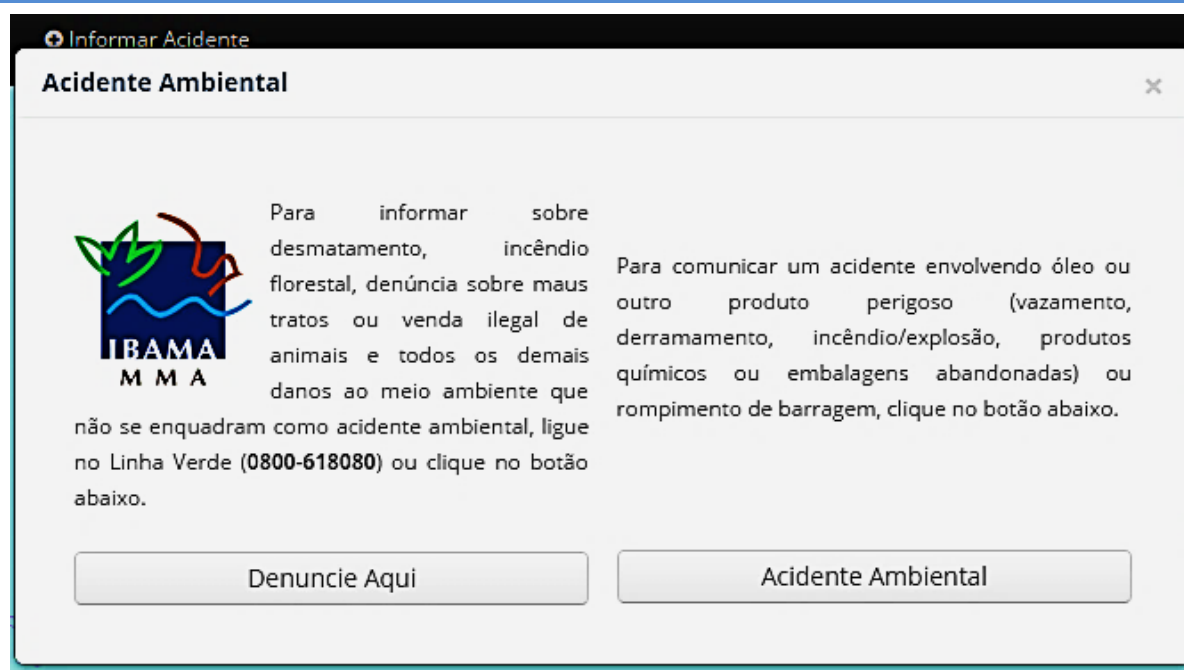 Informar Acidente
Acidente Ambiental
×
Para informar sobre
desmatamento, incêndio
florestal, denúncia sobre maus
tratos ou venda ilegal de
animais e todos os demais
danos ao meio ambiente que
não se enquadram como acidente ambiental, ligue
no Linha Verde (0800-618080) ou clique no botão
abaixo.
IBAMA
M M A
Denuncie Aqui
Para comunicar um acidente envolvendo óleo ou
outro produto perigoso (vazamento,
derramamento, incêndio/explosão, produtos
químicos ou embalagens abandonadas) ou
rompimento de barragem, clique no botão abaixo.
Acidente Ambiental